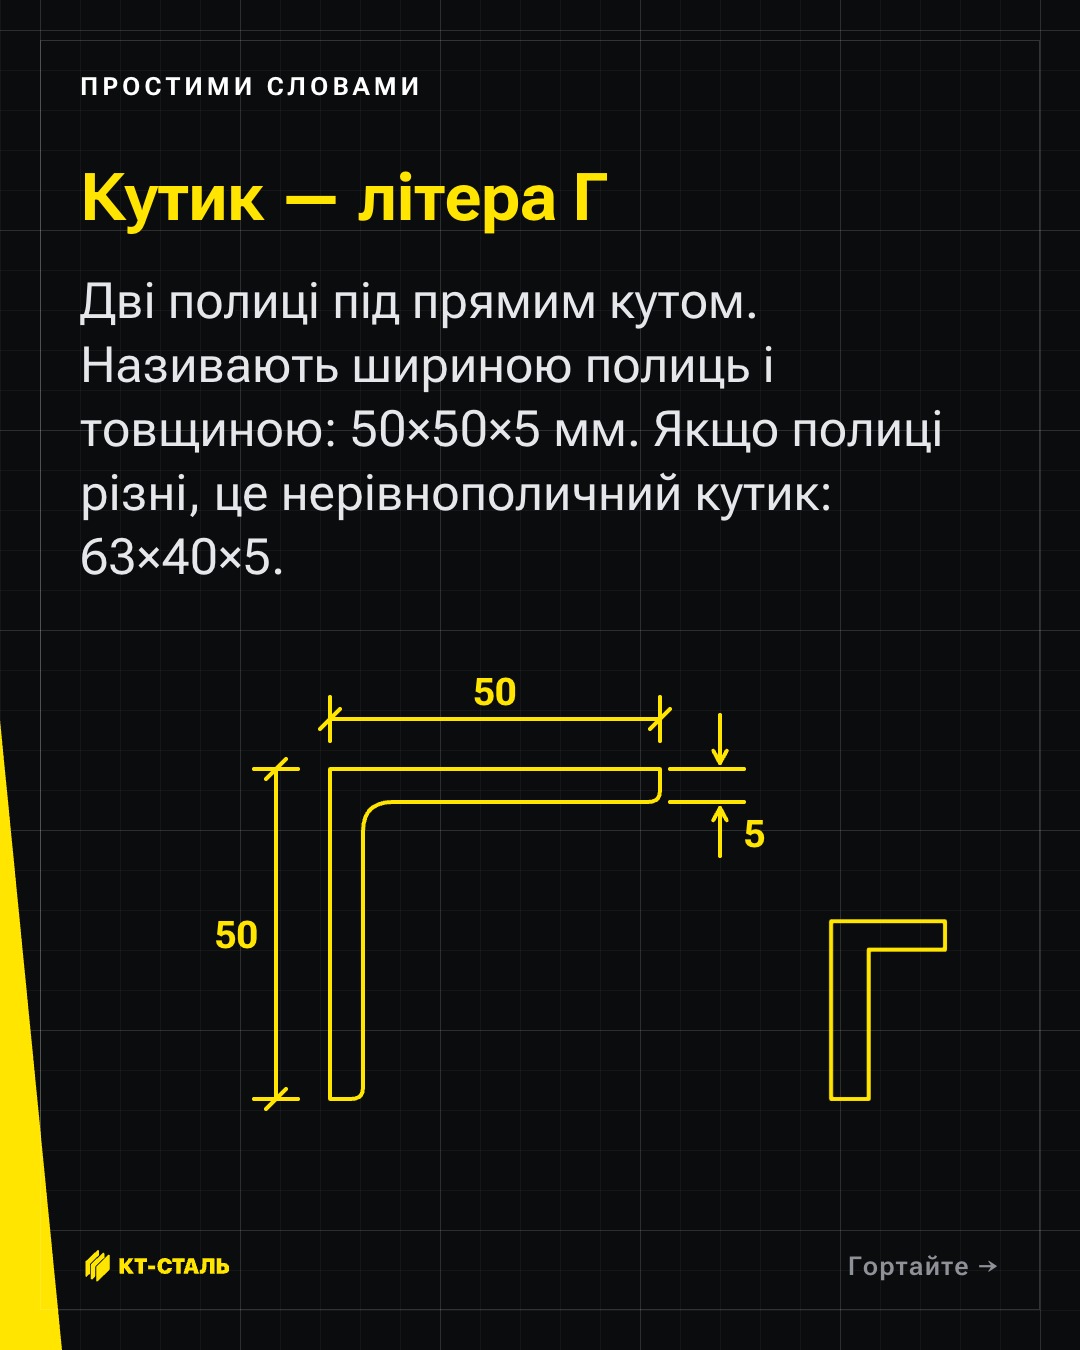 ПРОСТИМИ СЛОВАМИ
Кутик — літера Г
Дві полиці під прямим кутом.
Називають шириною полиць і
товщиною: 50×50×5 мм. Якщо полиці
різні, це нерівнополичний кутик:
63×40×5.
50
5
50
КТ-СТАЛЬ
Гортайте →